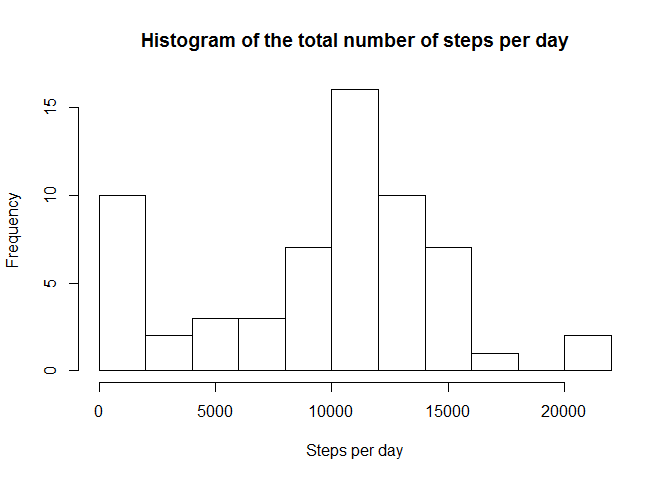 Histogram of the total number of steps per day
Frequency
15
10
5
0
0 5000 10000 15000 20000
Steps per day